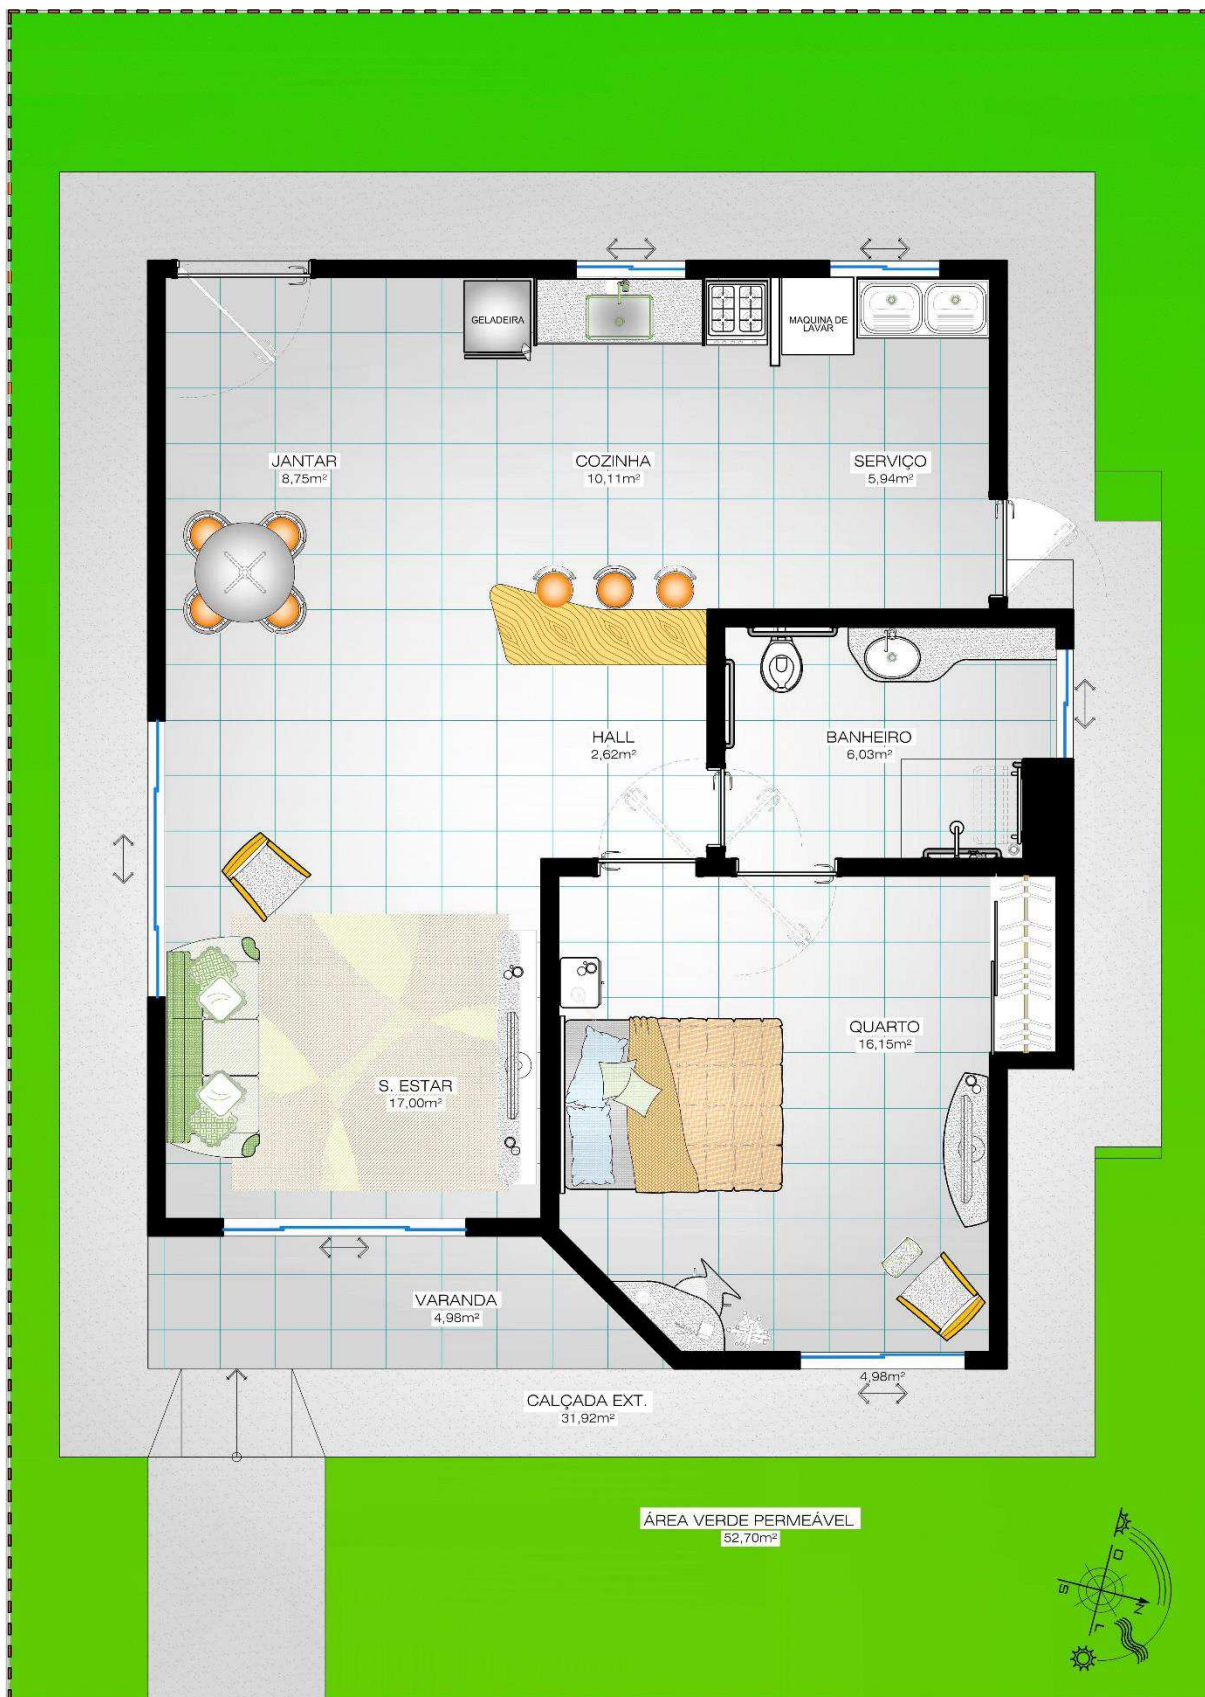 GELADEIRA
MAQUINA DE
LAVAR
JANTAR
8,75m²
COZINHA
10,11m²
SERVIÇO
5,94m²
HALL
2,62m²
BANHEIRO
6,03m²
QUARTO
16,15m²
S. ESTAR
17,00m²
VARANDA
4,98m²
4,98m²
CALÇADA EXT.
31,92m²
ÁREA VERDE PERMEÁVEL
52,70m²
O
S
N
L